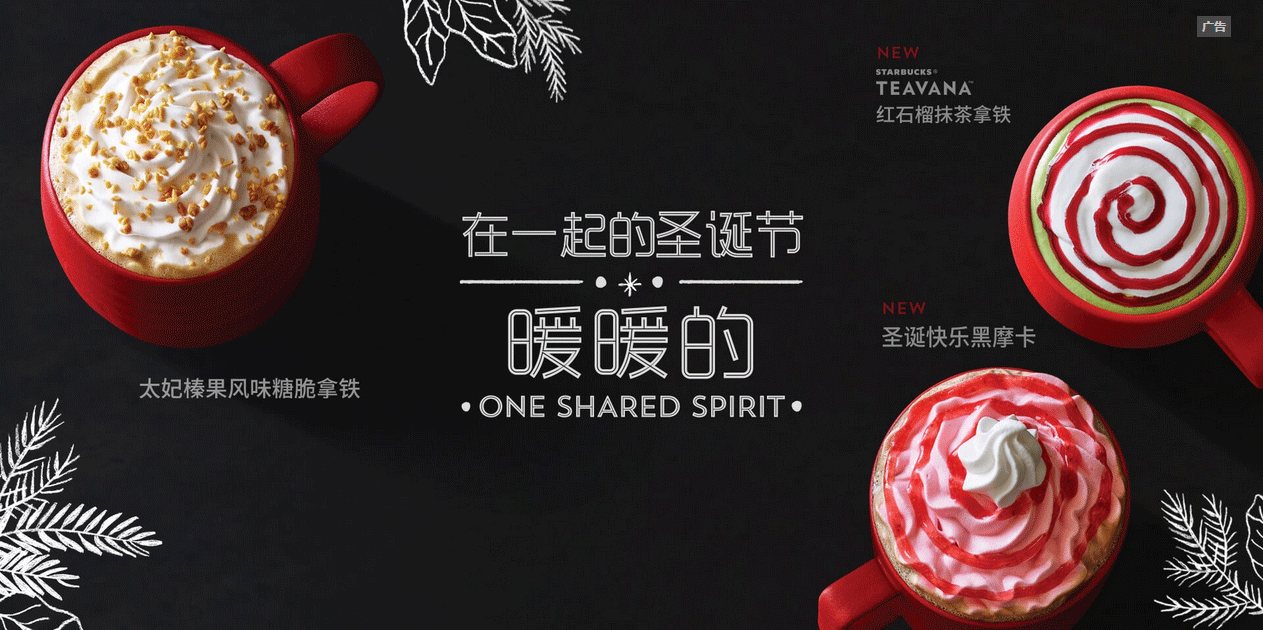 广告
NEW
STARBUCKS®
TEAVANA™
红石榴抹茶拿铁
在一起的圣诞节
暖暖的
ONE SHARED SPIRIT
NEW
圣诞快乐黑摩卡
太妃榛果风味糖脆拿铁